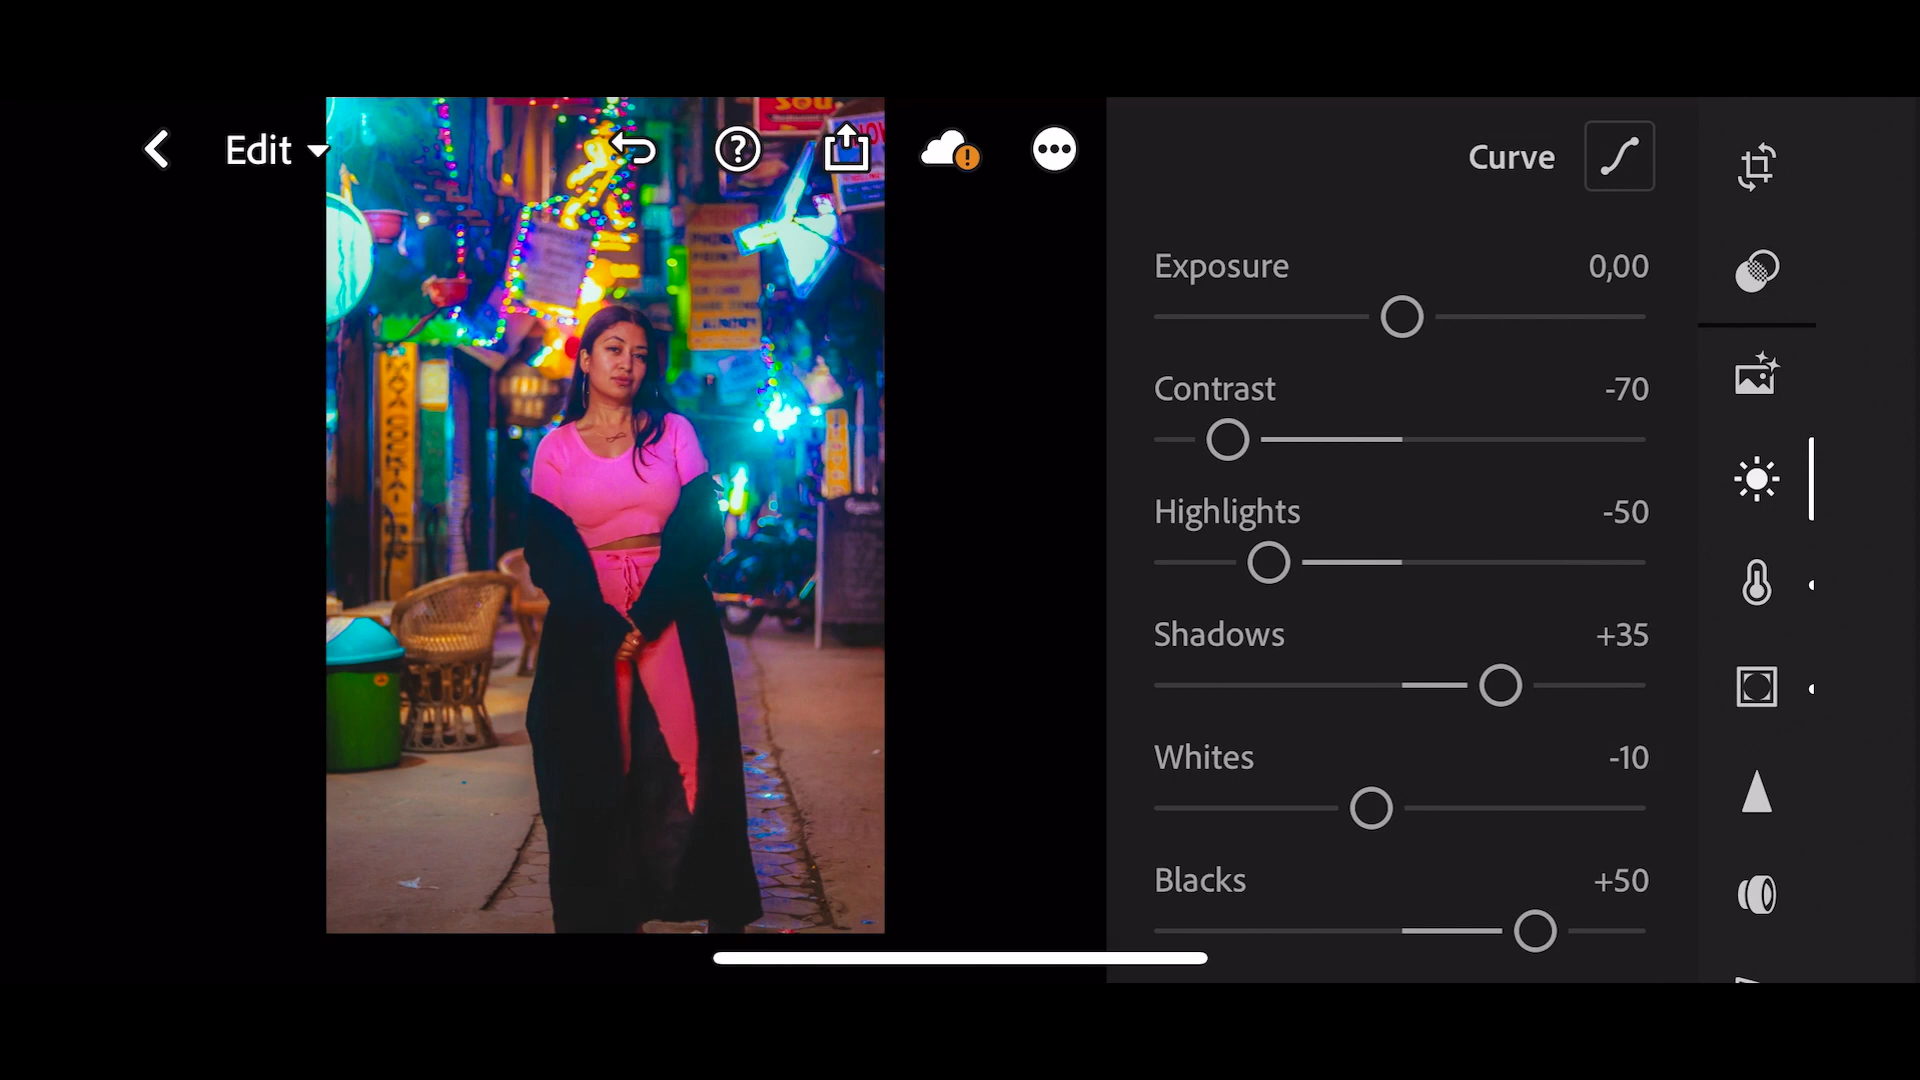 Edit
Curve
Exposure 0,00
Contrast -70
Highlights -50
Shadows +35
Whites -10
Blacks +50